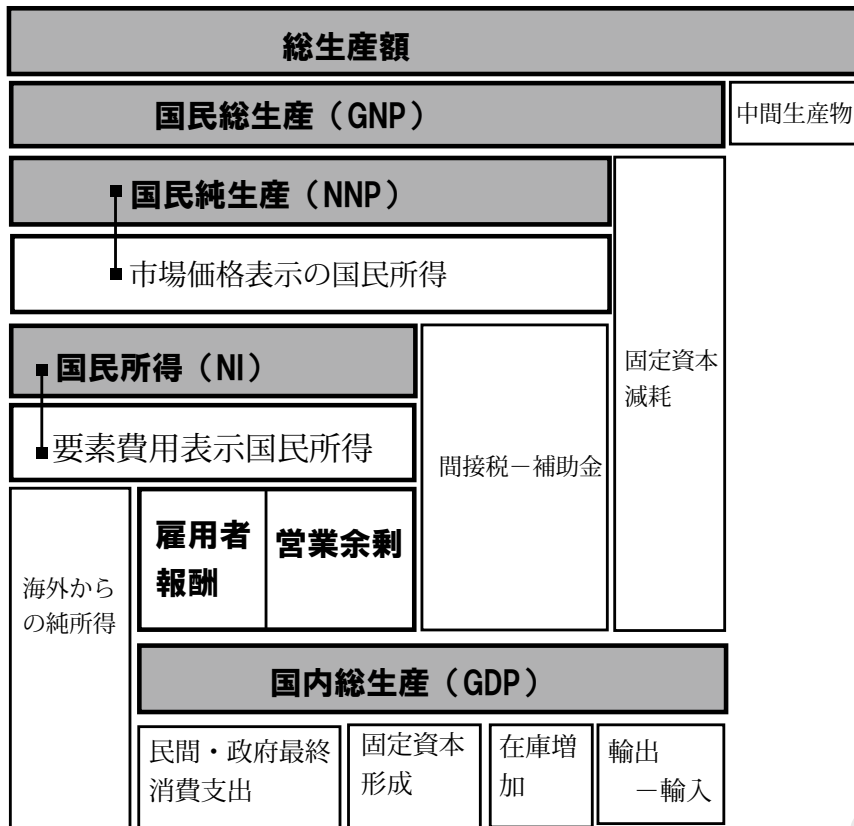 総生産額
国民総生産（GNP）
中間生産物
国民純生産（NNP）
市場価格表示の国民所得
国民所得（NI）
固定資本
減耗
要素費用表示国民所得
間接税－補助金
雇用者
報酬
営業余剰
海外から
の純所得
国内総生産（GDP）
民間・政府最終
消費支出
固定資本
形成
在庫増
加
輸出
－輸入